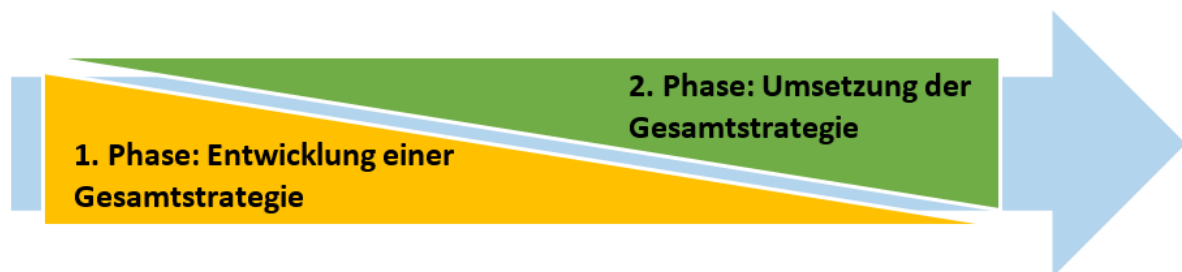 2. Phase: Umsetzung der
Gesamtstrategie
1. Phase: Entwicklung einer
Gesamtstrategie